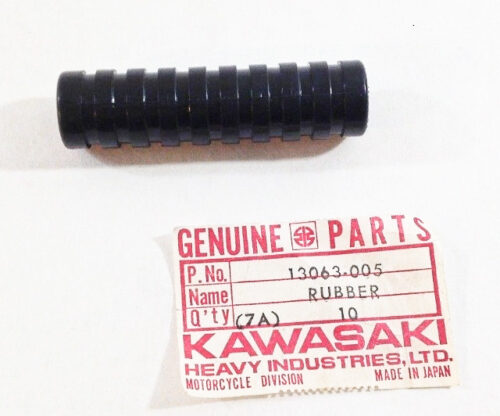 GENUINE PARTS
P.No. 13063-005
Name RUBBER
Q'ty (7A) 10
KAWASAKI
HEAVY INDUSTRIES, LTD.
MOTORCYCLE DIVISION MADE IN JAPAN